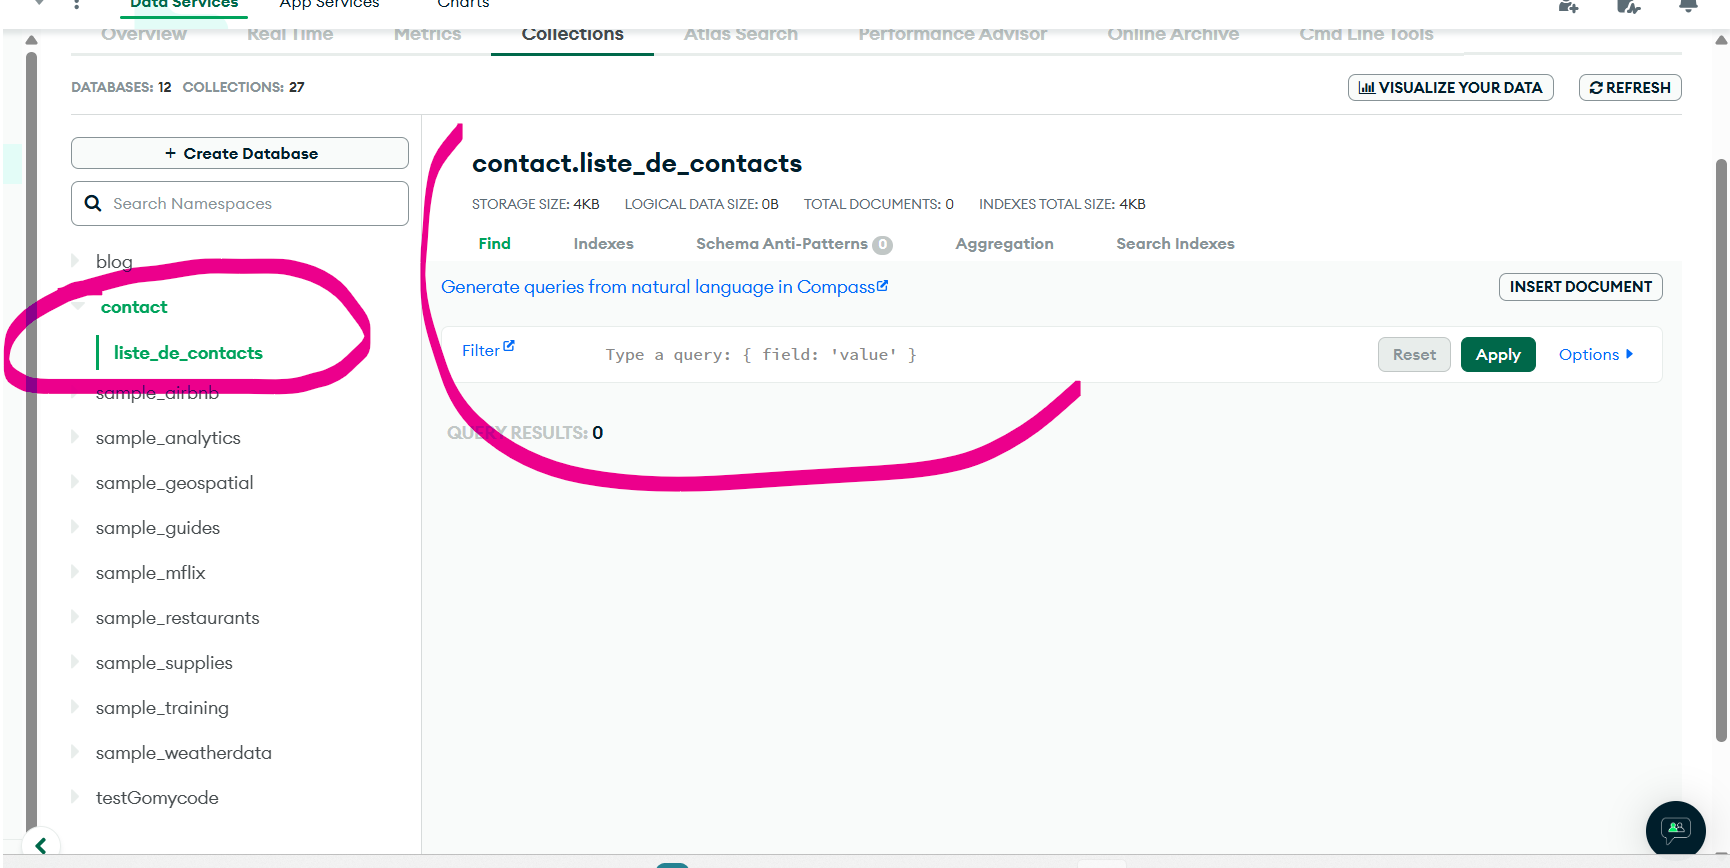 Data Services App Services Charts
Overview Real Time Metrics Collections Atlas Search Performance Advisor Online Archive Cmd Line Tools
DATABASES: 12 COLLECTIONS: 27
VISUALIZE YOUR DATA REFRESH
+ Create Database
Search Namespaces
blog
contact
liste_de_contacts
sample_airbnb
sample_analytics
sample_geospatial
sample_guides
sample_mflix
sample_restaurants
sample_supplies
sample_training
sample_weatherdata
testGomycode
contact.liste_de_contacts
STORAGE SIZE: 4KB LOGICAL DATA SIZE: 0B TOTAL DOCUMENTS: 0 INDEXES TOTAL SIZE: 4KB
Find Indexes Schema Anti-Patterns 0 Aggregation Search Indexes
Generate queries from natural language in Compass
INSERT DOCUMENT
Filter Type a query: { field: 'value' } Reset Apply Options
QUERY RESULTS: 0